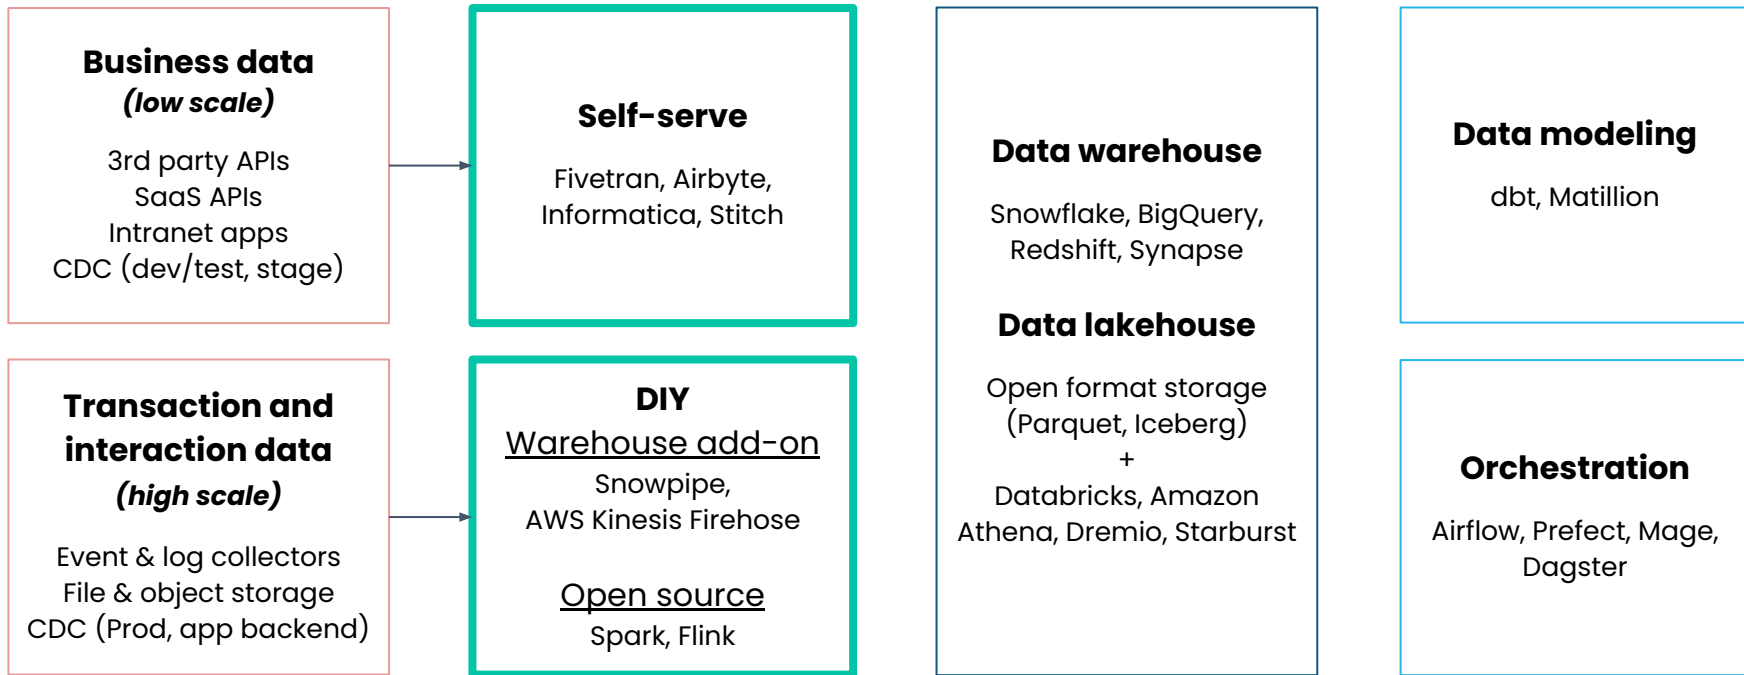 Business data
(low scale)
3rd party APIs
SaaS APIs
Intranet apps
CDC (dev/test, stage)
Self-serve
Fivetran, Airbyte,
Informatica, Stitch
Transaction and
interaction data
(high scale)
Event & log collectors
File & object storage
CDC (Prod, app backend)
DIY
Warehouse add-on
Snowpipe,
AWS Kinesis Firehose
Open source
Spark, Flink
Data warehouse
Snowflake, BigQuery,
Redshift, Synapse
Data lakehouse
Open format storage
(Parquet, Iceberg)
+
Databricks, Amazon
Athena, Dremio, Starburst
Data modeling
dbt, Matillion
Orchestration
Airflow, Prefect, Mage,
Dagster